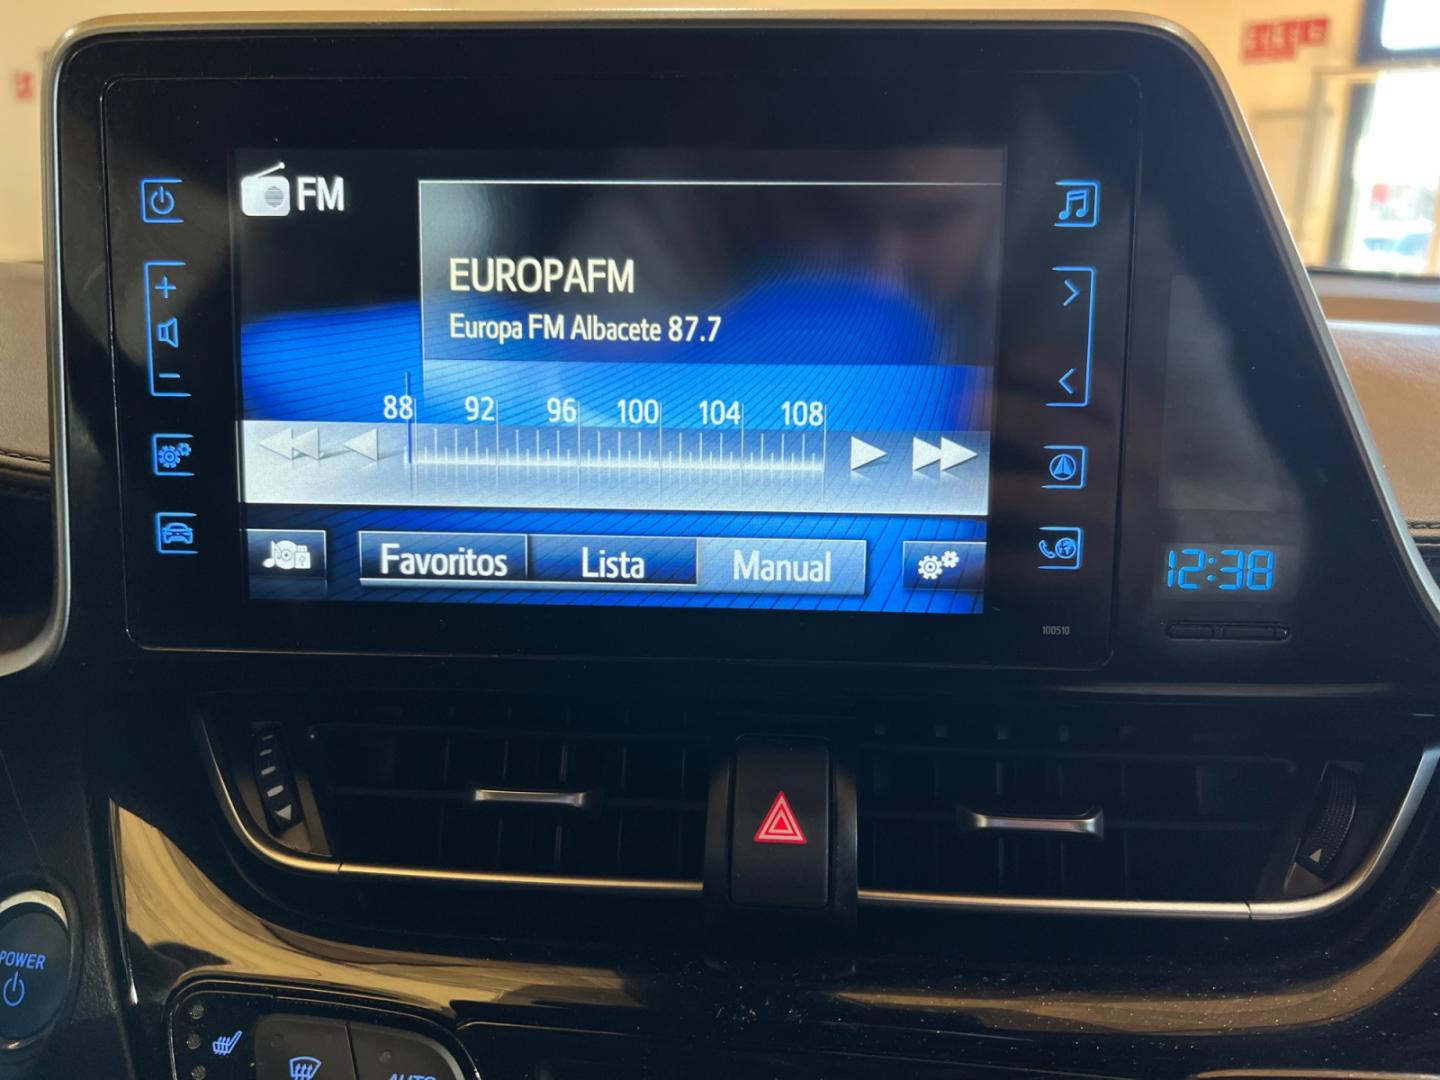 FM
EUROPAFM
Europa FM Albacete 87.7
88 92 96 100 104 108
Favoritos Lista Manual
12:38
100510
POWER
AUTO